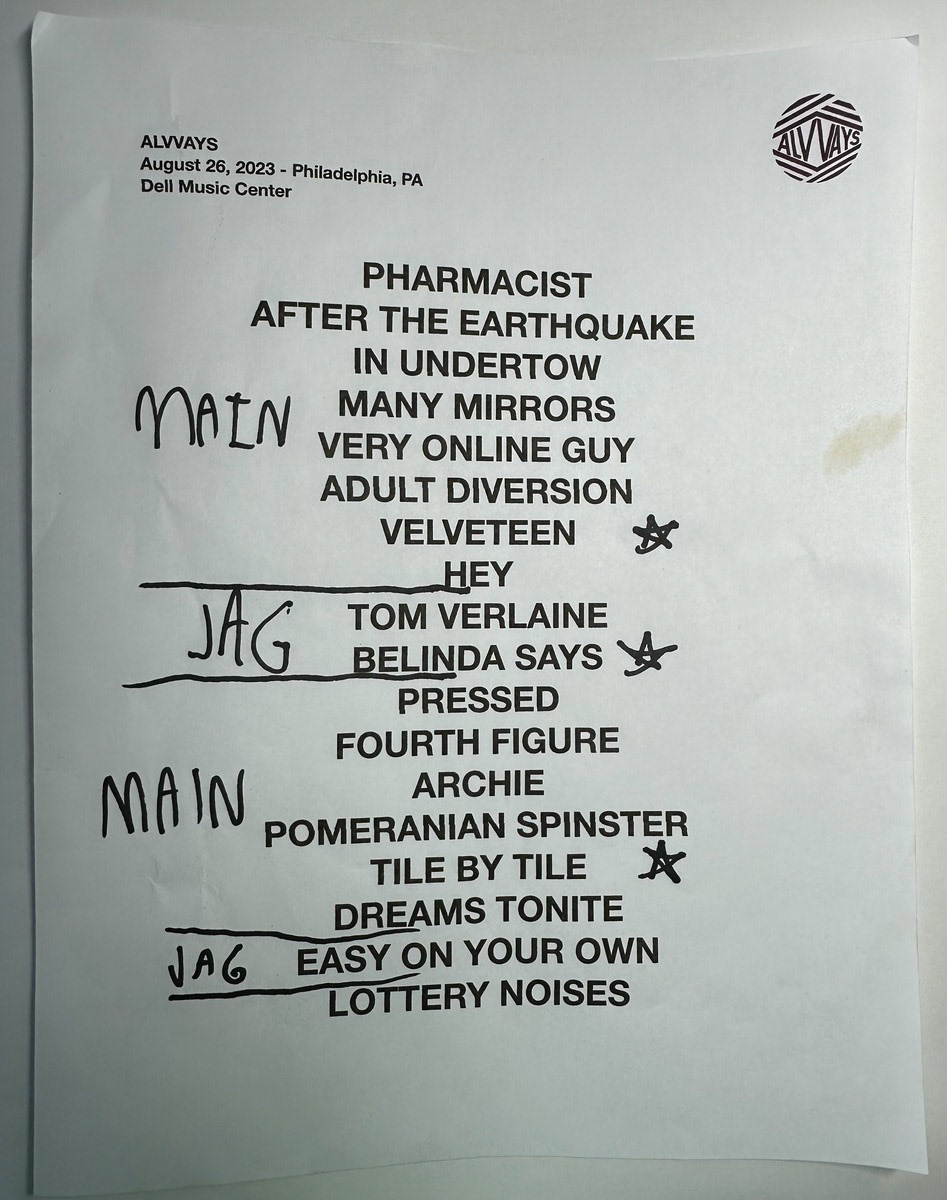 ALVVAYS
August 26, 2023 - Philadelphia, PA
Dell Music Center
ALVVAYS
PHARMACIST
AFTER THE EARTHQUAKE
IN UNDERTOW
MAIN MANY MIRRORS
VERY ONLINE GUY
ADULT DIVERSION
VELVETEEN
HEY
JAG TOM VERLAINE
BELINDA SAYS
PRESSED
FOURTH FIGURE
ARCHIE
MAIN POMERANIAN SPINSTER
TILE BY TILE
DREAMS TONITE
JAG EASY ON YOUR OWN
LOTTERY NOISES